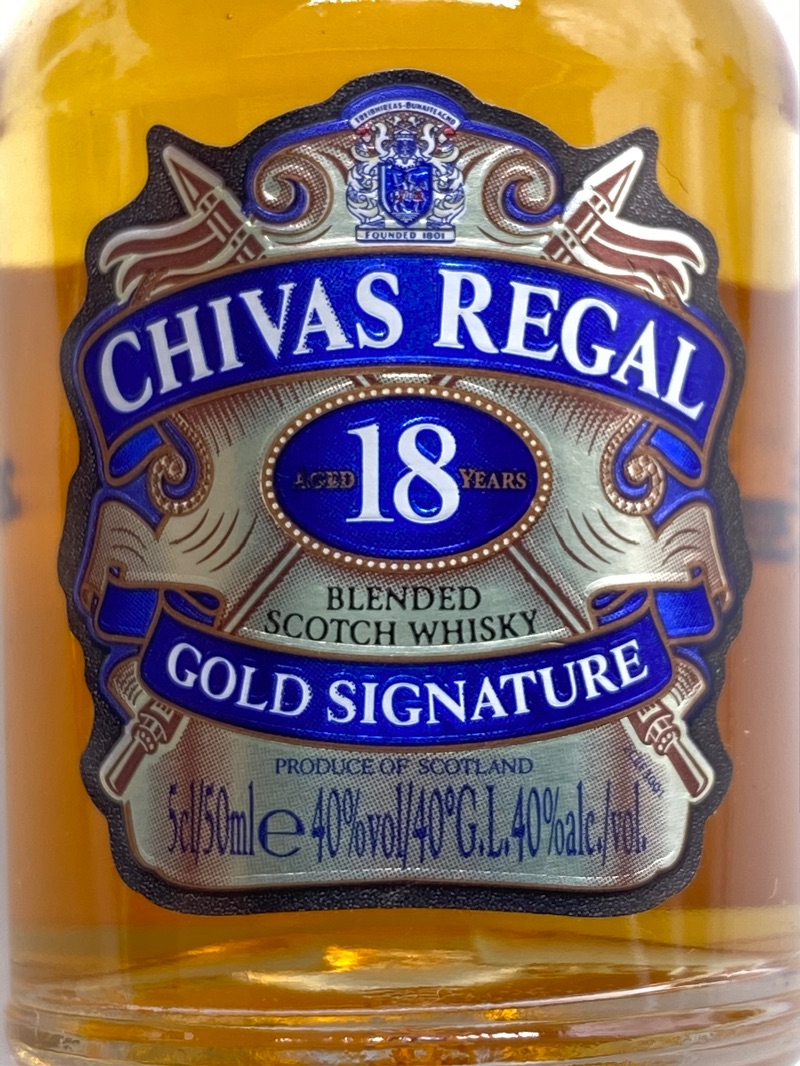 FOUNDED 1801
CHIVAS REGAL
AGED 18 YEARS
BLENDED
SCOTCH WHISKY
GOLD SIGNATURE
PRODUCE OF SCOTLAND
5cl/50ml e 40%vol/40°G.L.40%alc./vol.